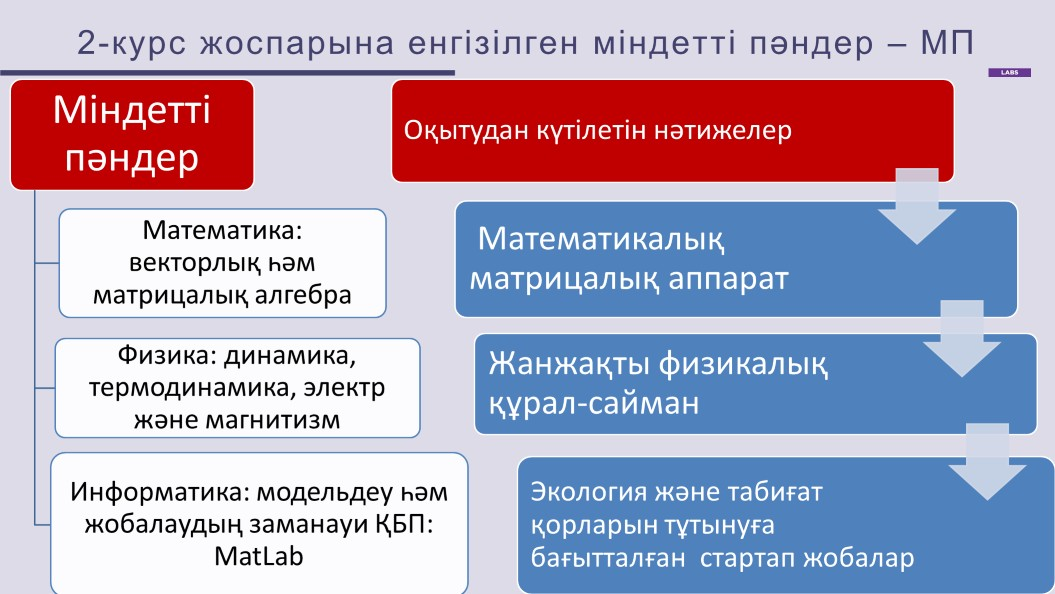 2-курс жоспарына енгізілген міндетті пәндер – МП
LABS
Міндетті
пәндер
Оқытудан күтілетін нәтижелер
Математика:
векторлық һәм
матрицалық алгебра
Математикалық
матрицалық аппарат
Физика: динамика,
термодинамика, электр
және магнитизм
Жанжақты физикалық
құрал-сайман
Информатика: модельдеу һәм
жобалаудың заманауи ҚБП:
MatLab
Экология және табиғат
қорларын тұтынуға
бағытталған стартап жобалар